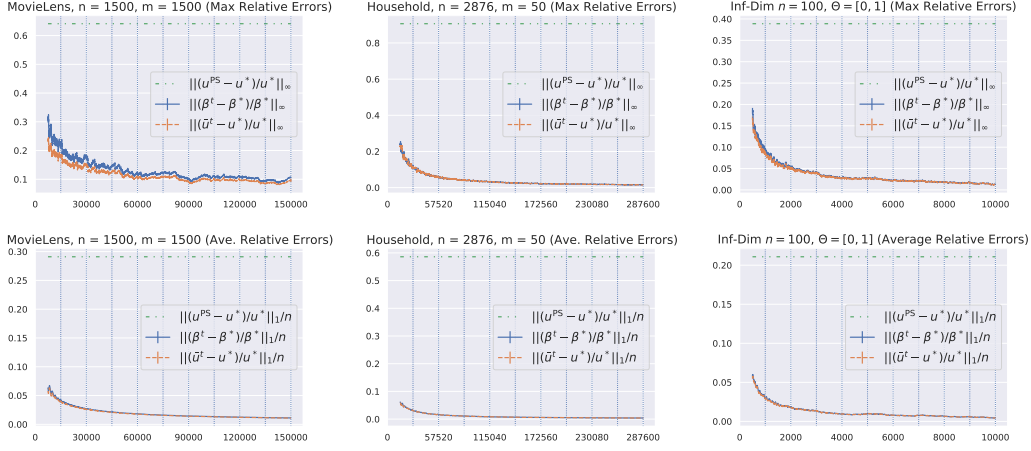 MovieLens, n = 1500, m = 1500 (Max Relative Errors)
0.6
0.5
0.4
0.3
0.2
0.1
||(u^PS − u*)/u*||∞
||(β^t − β*)/β*||∞
||(ū^t − u*)/u*||∞
0 30000 60000 90000 120000 150000
Household, n = 2876, m = 50 (Max Relative Errors)
0.8
0.6
0.4
0.2
0.0
||(u^PS − u*)/u*||∞
||(β^t − β*)/β*||∞
||(ū^t − u*)/u*||∞
0 57520 115040 172560 230080 287600
Inf-Dim n = 100, Θ = [0, 1] (Max Relative Errors)
0.40
0.35
0.30
0.25
0.20
0.15
0.10
0.05
0.00
||(u^PS − u*)/u*||∞
||(β^t − β*)/β*||∞
||(ū^t − u*)/u*||∞
0 2000 4000 6000 8000 10000
MovieLens, n = 1500, m = 1500 (Ave. Relative Errors)
0.30
0.25
0.20
0.15
0.10
0.05
0.00
||(u^PS − u*)/u*||₁/n
||(β^t − β*)/β*||₁/n
||(ū^t − u*)/u*||₁/n
0 30000 60000 90000 120000 150000
Household, n = 2876, m = 50 (Ave. Relative Errors)
0.6
0.5
0.4
0.3
0.2
0.1
0.0
||(u^PS − u*)/u*||₁/n
||(β^t − β*)/β*||₁/n
||(ū^t − u*)/u*||₁/n
0 57520 115040 172560 230080 287600
Inf-Dim n = 100, Θ = [0, 1] (Average Relative Errors)
0.20
0.15
0.10
0.05
0.00
||(u^PS − u*)/u*||₁/n
||(β^t − β*)/β*||₁/n
||(ū^t − u*)/u*||₁/n
0 2000 4000 6000 8000 10000